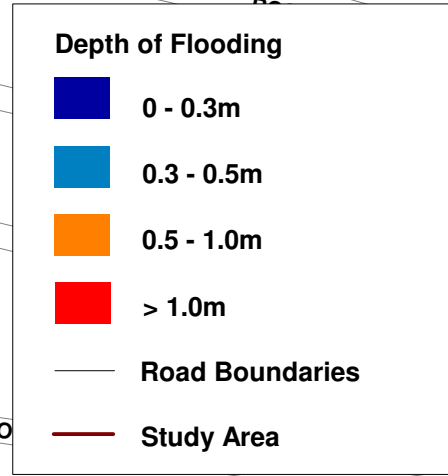 Depth of Flooding
0 - 0.3m
0.3 - 0.5m
0.5 - 1.0m
> 1.0m
Road Boundaries
Study Area